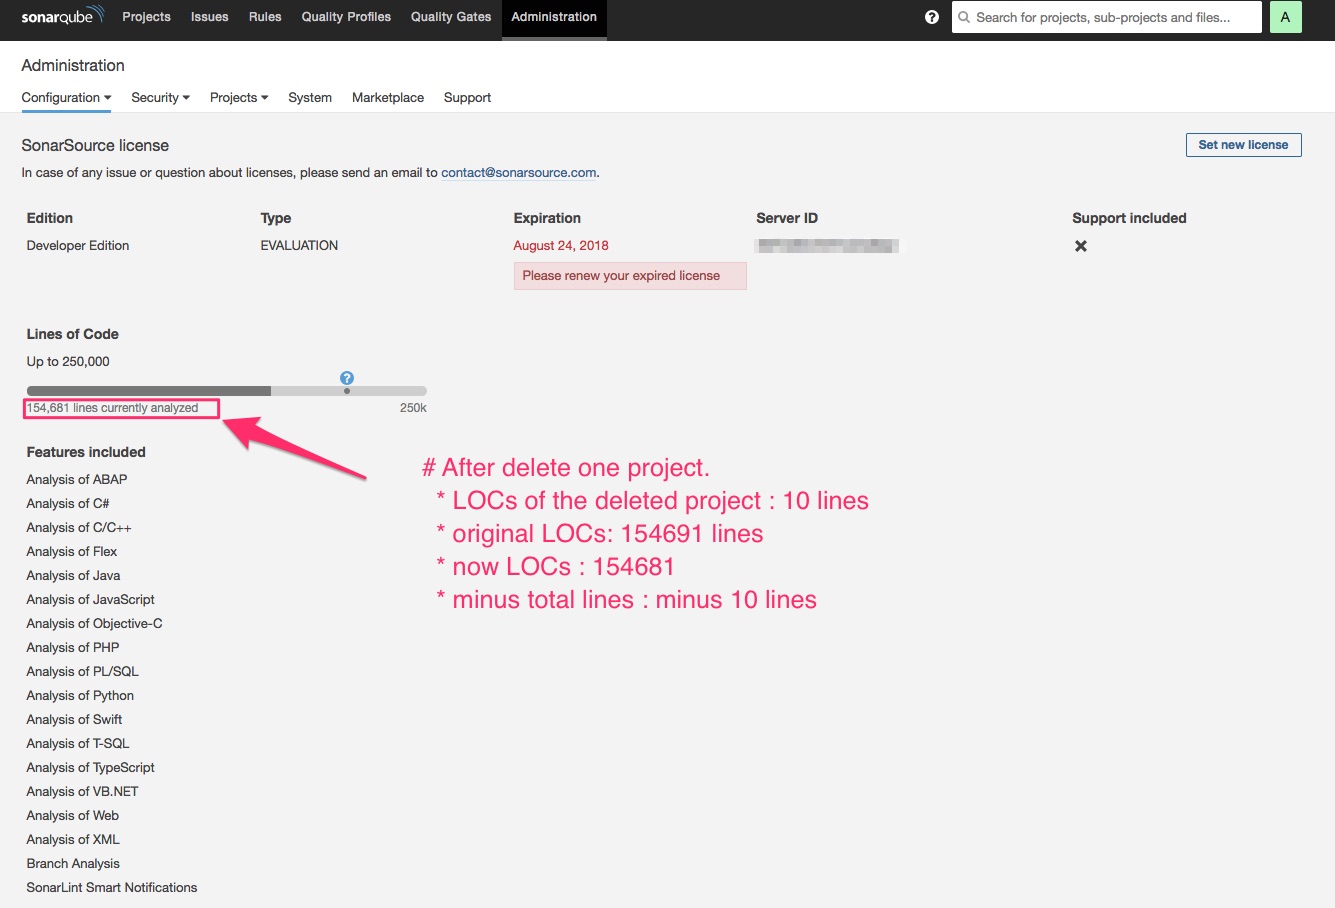 sonarqube Projects Issues Rules Quality Profiles Quality Gates Administration ? Search for projects, sub-projects and files... A
Administration
Configuration Security Projects System Marketplace Support
SonarSource license
Set new license
In case of any issue or question about licenses, please send an email to contact@sonarsource.com.
Edition Type Expiration Server ID Support included
Developer Edition EVALUATION August 24, 2018
Please renew your expired license
Lines of Code
Up to 250,000
?
154,681 lines currently analyzed 250k
Features included
Analysis of ABAP
Analysis of C#
Analysis of C/C++
Analysis of Flex
Analysis of Java
Analysis of JavaScript
Analysis of Objective-C
Analysis of PHP
Analysis of PL/SQL
Analysis of Python
Analysis of Swift
Analysis of T-SQL
Analysis of TypeScript
Analysis of VB.NET
Analysis of Web
Analysis of XML
Branch Analysis
SonarLint Smart Notifications
# After delete one project.
* LOCs of the deleted project : 10 lines
* original LOCs: 154691 lines
* now LOCs : 154681
* minus total lines : minus 10 lines